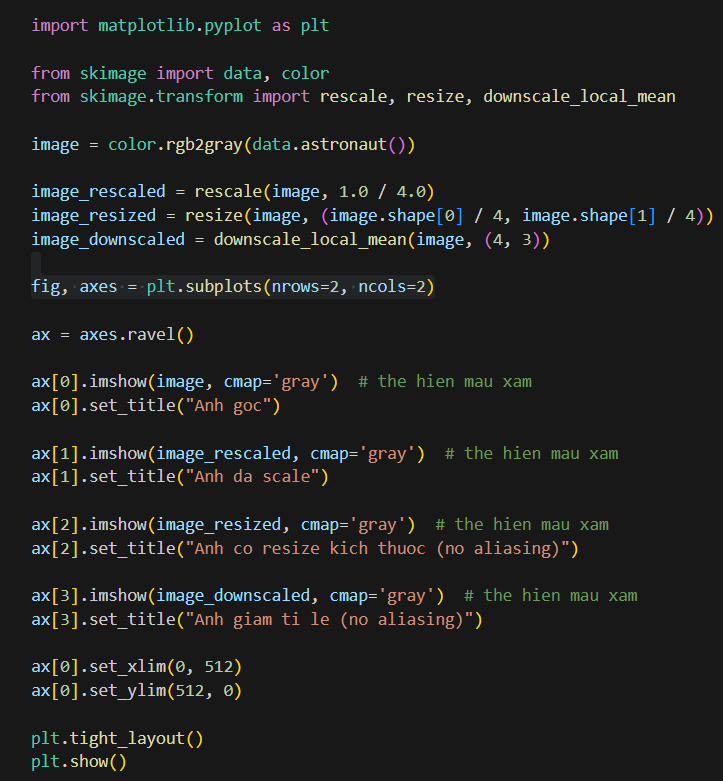 import matplotlib.pyplot as plt
from skimage import data, color
from skimage.transform import rescale, resize, downscale_local_mean
image = color.rgb2gray(data.astronaut())
image_rescaled = rescale(image, 1.0 / 4.0)
image_resized = resize(image, (image.shape[0] / 4, image.shape[1] / 4))
image_downscaled = downscale_local_mean(image, (4, 3))
fig, axes = plt.subplots(nrows=2, ncols=2)
ax = axes.ravel()
ax[0].imshow(image, cmap='gray')  # the hien mau xam
ax[0].set_title("Anh goc")
ax[1].imshow(image_rescaled, cmap='gray')  # the hien mau xam
ax[1].set_title("Anh da scale")
ax[2].imshow(image_resized, cmap='gray')  # the hien mau xam
ax[2].set_title("Anh co resize kich thuoc (no aliasing)")
ax[3].imshow(image_downscaled, cmap='gray')  # the hien mau xam
ax[3].set_title("Anh giam ti le (no aliasing)")
ax[0].set_xlim(0, 512)
ax[0].set_ylim(512, 0)
plt.tight_layout()
plt.show()